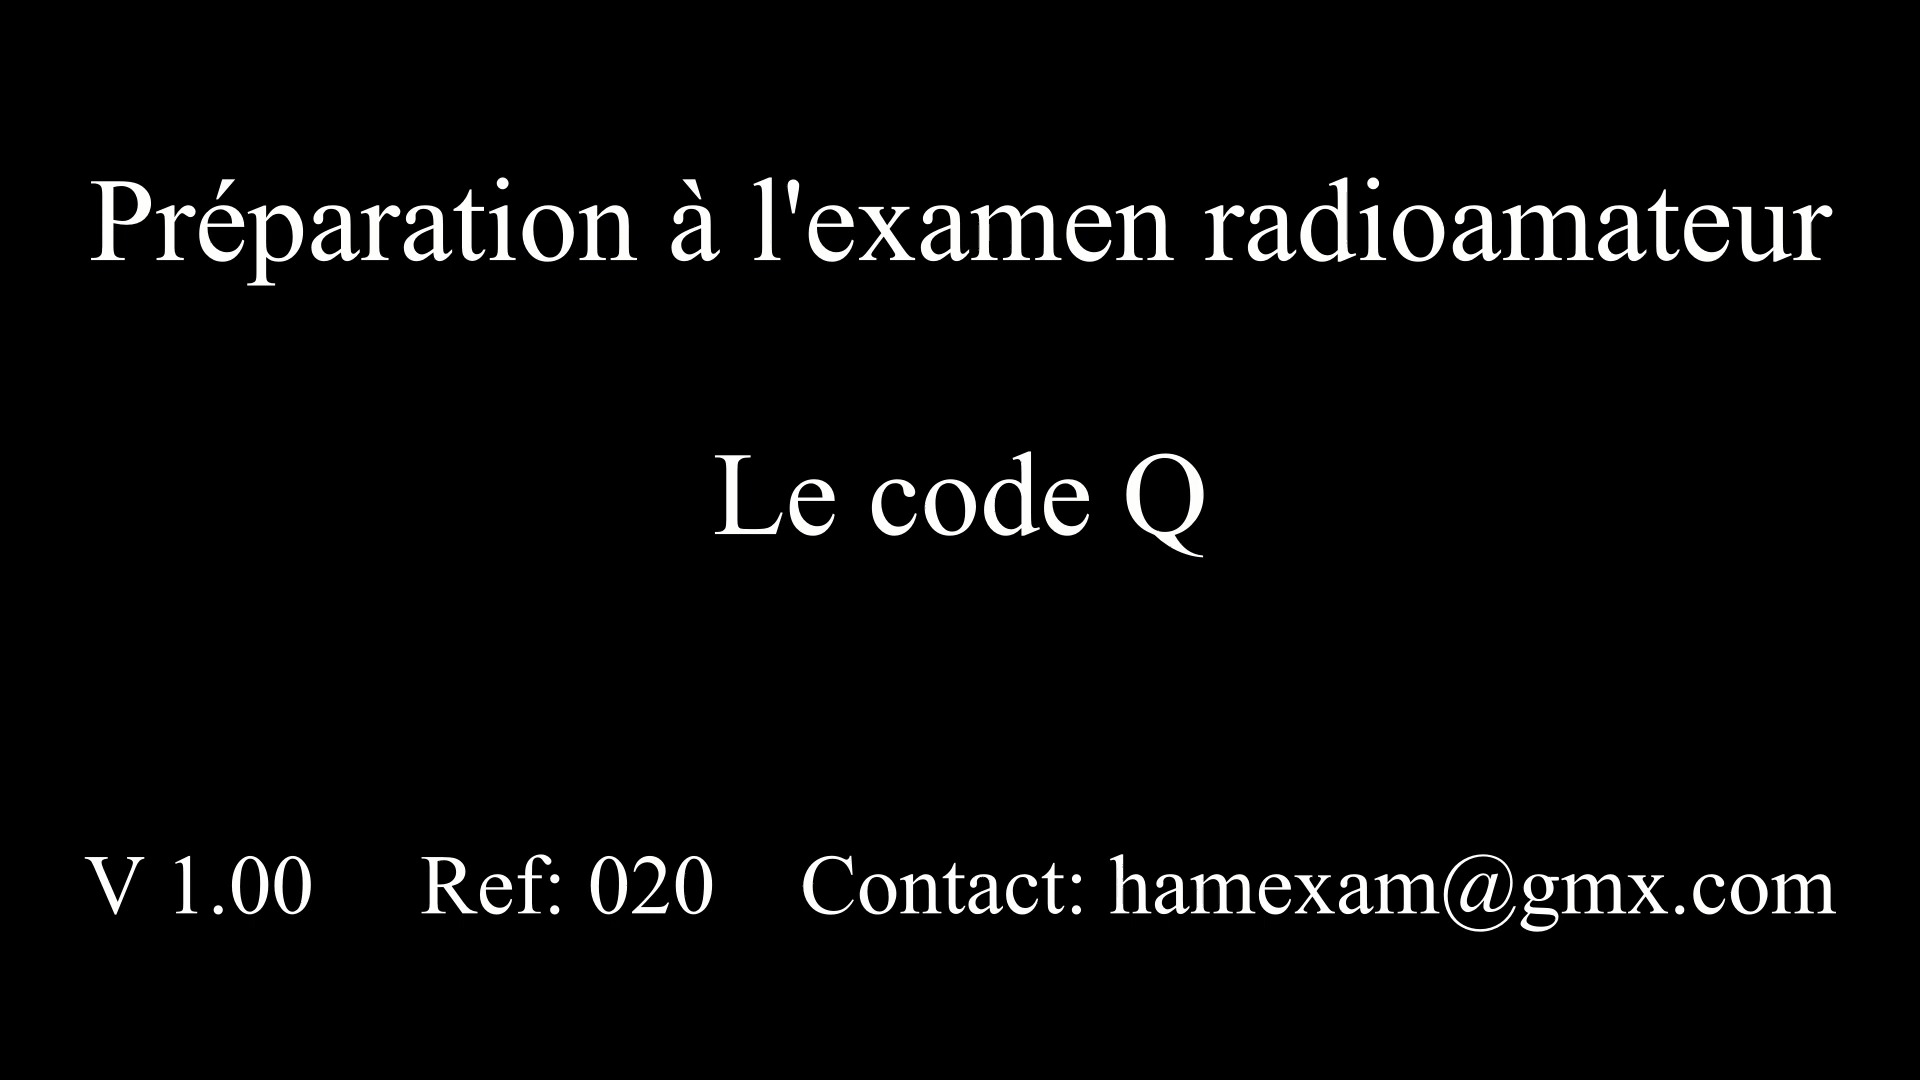 Préparation à l'examen radioamateur
Le code Q
V 1.00 Ref: 020 Contact: hamexam@gmx.com